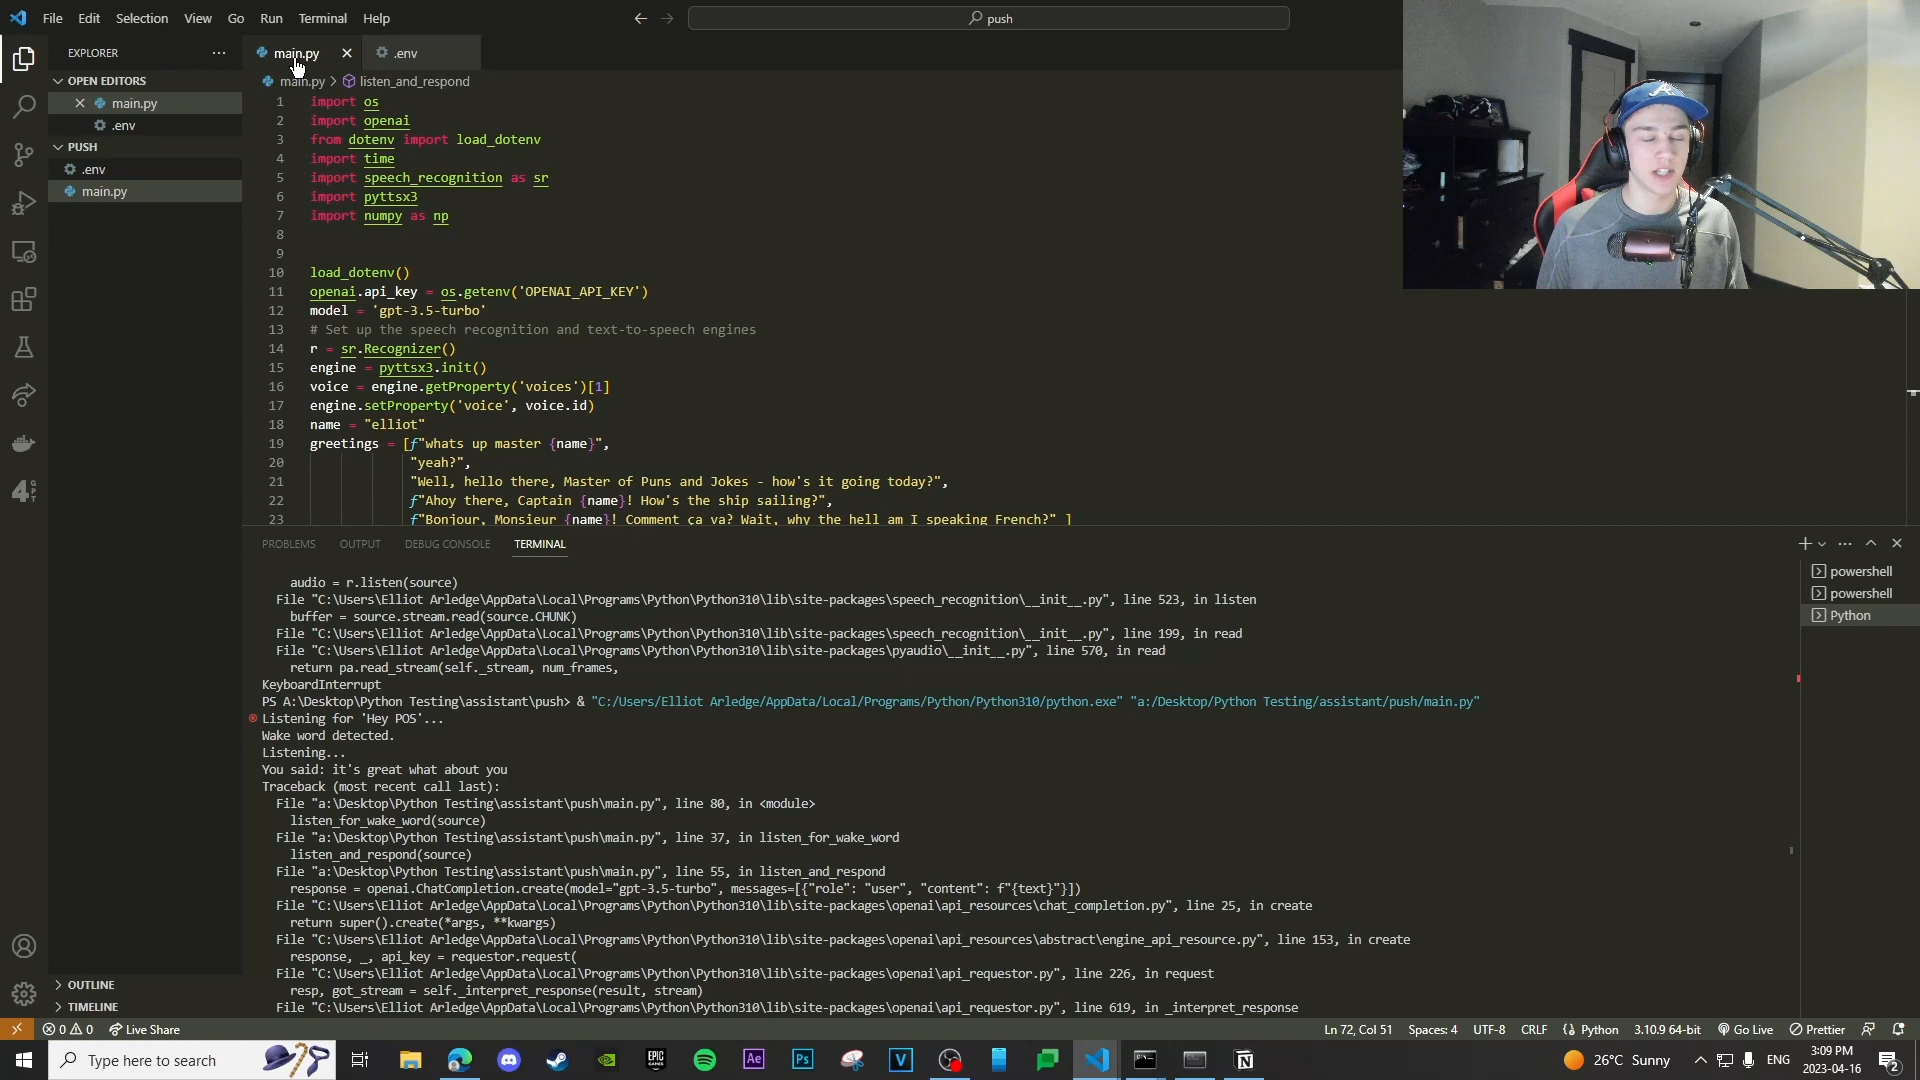 File Edit Selection View Go Run Terminal Help
push
EXPLORER
main.py
.env
OPEN EDITORS
main.py > listen_and_respond
main.py
.env
PUSH
.env
main.py
1 import os
2 import openai
3 from dotenv import load_dotenv
4 import time
5 import speech_recognition as sr
6 import pyttsx3
7 import numpy as np
8
9
10 load_dotenv()
11 openai.api_key = os.getenv('OPENAI_API_KEY')
12 model = 'gpt-3.5-turbo'
13 # Set up the speech recognition and text-to-speech engines
14 r = sr.Recognizer()
15 engine = pyttsx3.init()
16 voice = engine.getProperty('voices')[1]
17 engine.setProperty('voice', voice.id)
18 name = "elliot"
19 greetings = [f"whats up master {name}",
20 "yeah?",
21 "Well, hello there, Master of Puns and Jokes - how's it going today?",
22 f"Ahoy there, Captain {name}! How's the ship sailing?",
23 f"Bonjour, Monsieur {name}! Comment ça va? Wait, why the hell am I speaking French?" ]
PROBLEMS OUTPUT DEBUG CONSOLE TERMINAL
powershell
powershell
Python
audio = r.listen(source)
File "C:\Users\Elliot Arledge\AppData\Local\Programs\Python\Python310\lib\site-packages\speech_recognition\__init__.py", line 523, in listen
buffer = source.stream.read(source.CHUNK)
File "C:\Users\Elliot Arledge\AppData\Local\Programs\Python\Python310\lib\site-packages\speech_recognition\__init__.py", line 199, in read
File "C:\Users\Elliot Arledge\AppData\Local\Programs\Python\Python310\lib\site-packages\pyaudio\__init__.py", line 570, in read
return pa.read_stream(self._stream, num_frames,
KeyboardInterrupt
PS A:\Desktop\Python Testing\assistant\push> & "C:/Users/Elliot Arledge/AppData/Local/Programs/Python/Python310/python.exe" "a:/Desktop/Python Testing/assistant/push/main.py"
Listening for 'Hey POS'...
Wake word detected.
Listening...
You said: it's great what about you
Traceback (most recent call last):
File "a:\Desktop\Python Testing\assistant\push\main.py", line 80, in <module>
listen_for_wake_word(source)
File "a:\Desktop\Python Testing\assistant\push\main.py", line 37, in listen_for_wake_word
listen_and_respond(source)
File "a:\Desktop\Python Testing\assistant\push\main.py", line 55, in listen_and_respond
response = openai.ChatCompletion.create(model="gpt-3.5-turbo", messages=[{"role": "user", "content": f"{text}"}])
File "C:\Users\Elliot Arledge\AppData\Local\Programs\Python\Python310\lib\site-packages\openai\api_resources\chat_completion.py", line 25, in create
return super().create(*args, **kwargs)
File "C:\Users\Elliot Arledge\AppData\Local\Programs\Python\Python310\lib\site-packages\openai\api_resources\abstract\engine_api_resource.py", line 153, in create
response, _, api_key = requestor.request(
File "C:\Users\Elliot Arledge\AppData\Local\Programs\Python\Python310\lib\site-packages\openai\api_requestor.py", line 226, in request
resp, got_stream = self._interpret_response(result, stream)
File "C:\Users\Elliot Arledge\AppData\Local\Programs\Python\Python310\lib\site-packages\openai\api_requestor.py", line 619, in _interpret_response
OUTLINE
TIMELINE
0 0 Live Share
Ln 72, Col 51 Spaces: 4 UTF-8 CRLF Python 3.10.9 64-bit Go Live Prettier
Type here to search
26°C Sunny ENG 3:09 PM 2023-04-16 2